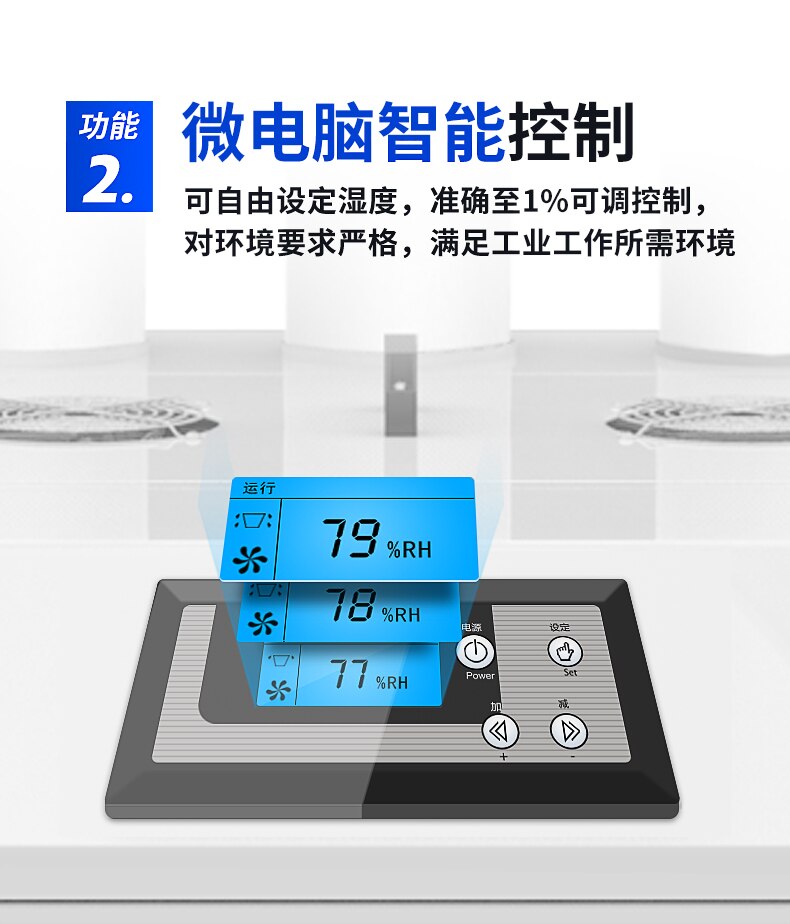 功能
2.
微电脑智能控制
可自由设定湿度，准确至1%可调控制，
对环境要求严格，满足工业工作所需环境
运行
79 %RH
78 %RH
77 %RH
电源
Power
设定
Set
加
+
减
-